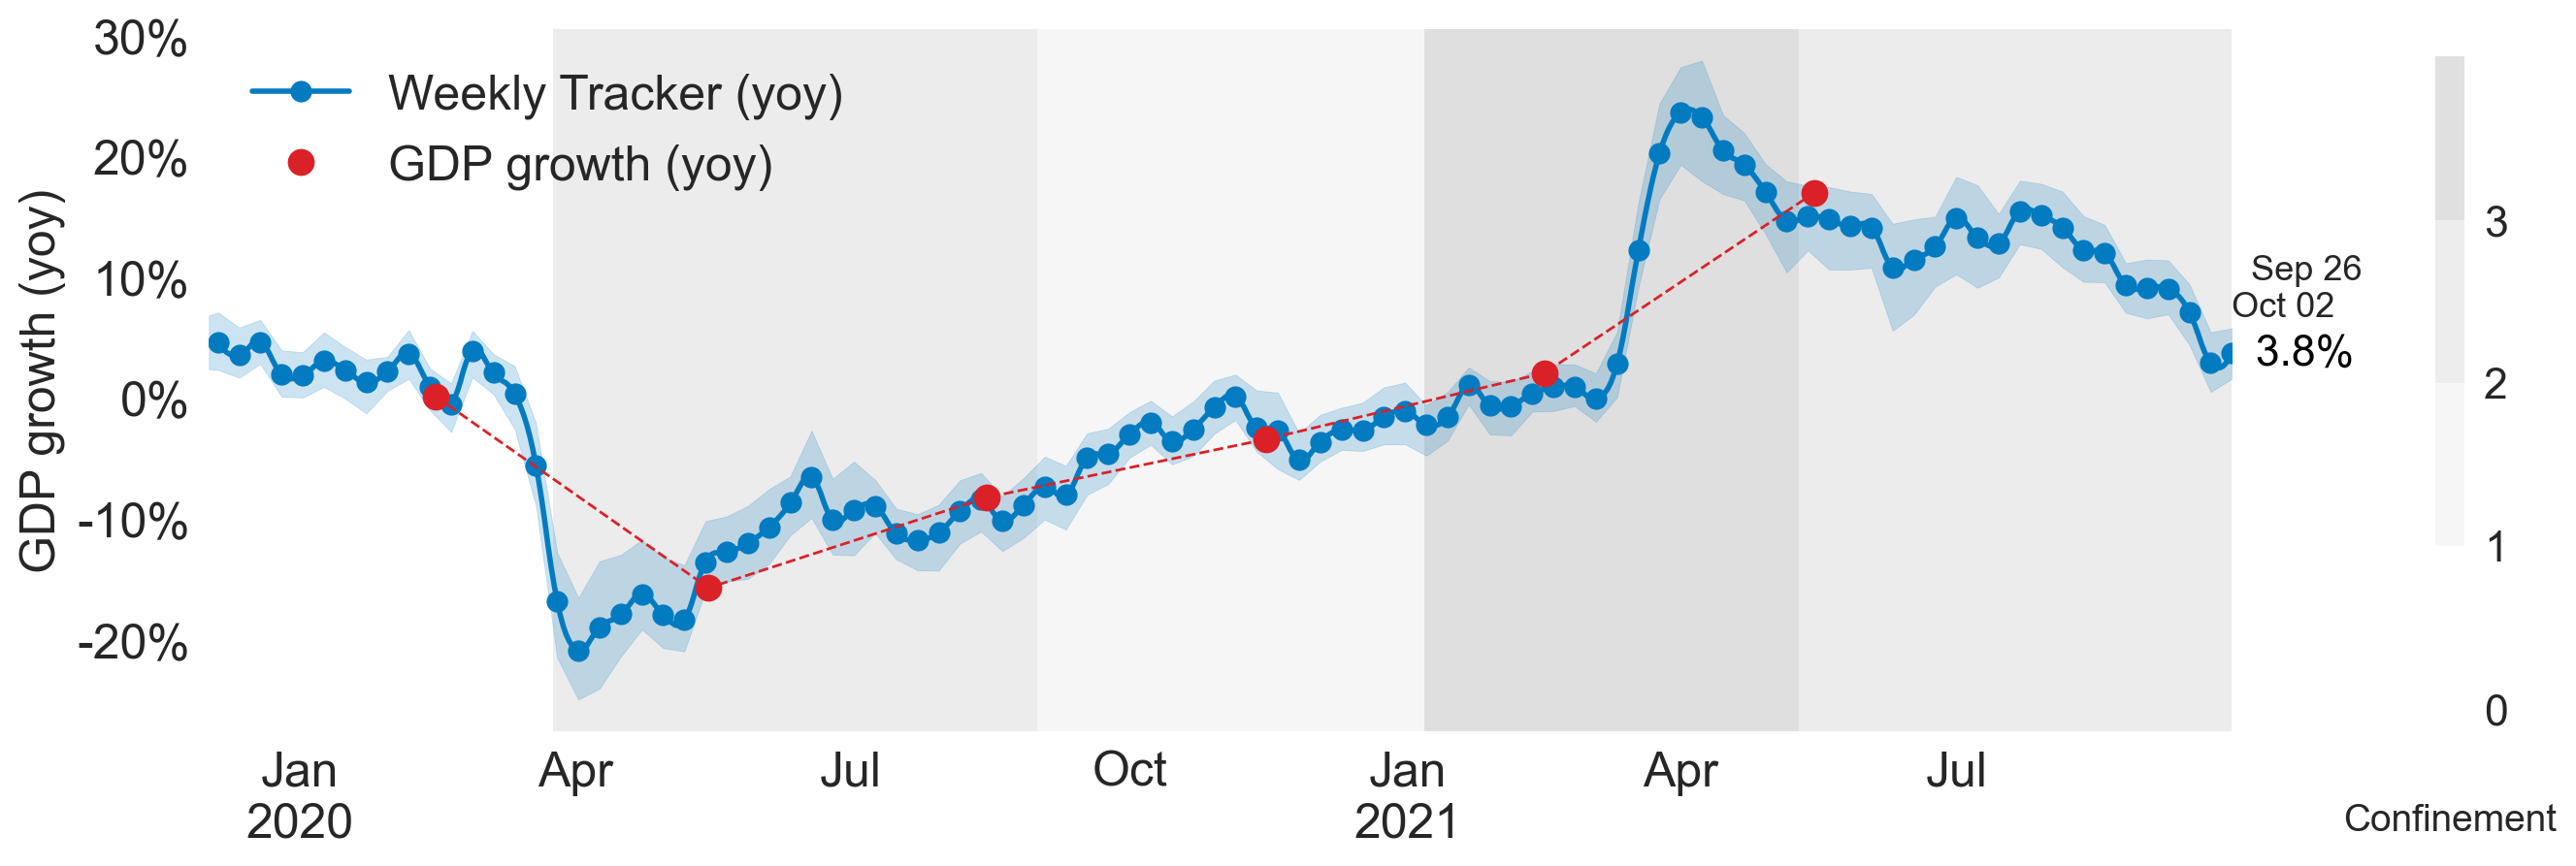 30%
20%
10%
0%
-10%
-20%
GDP growth (yoy)
Weekly Tracker (yoy)
GDP growth (yoy)
Sep 26
Oct 02
3.8%
3
2
1
0
Jan Apr Jul Oct Jan Apr Jul
2020 2021
Confinement